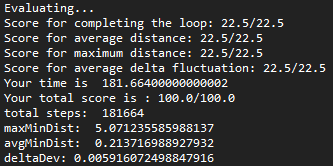 Evaluating...
Score for completing the loop: 22.5/22.5
Score for average distance: 22.5/22.5
Score for maximum distance: 22.5/22.5
Score for average delta fluctuation: 22.5/22.5
Your time is  181.66400000000002
Your total score is : 100.0/100.0
total steps:  181664
maxMinDist:  5.071235585988137
avgMinDist:  0.213716988927932
deltaDev: 0.005916072498847916